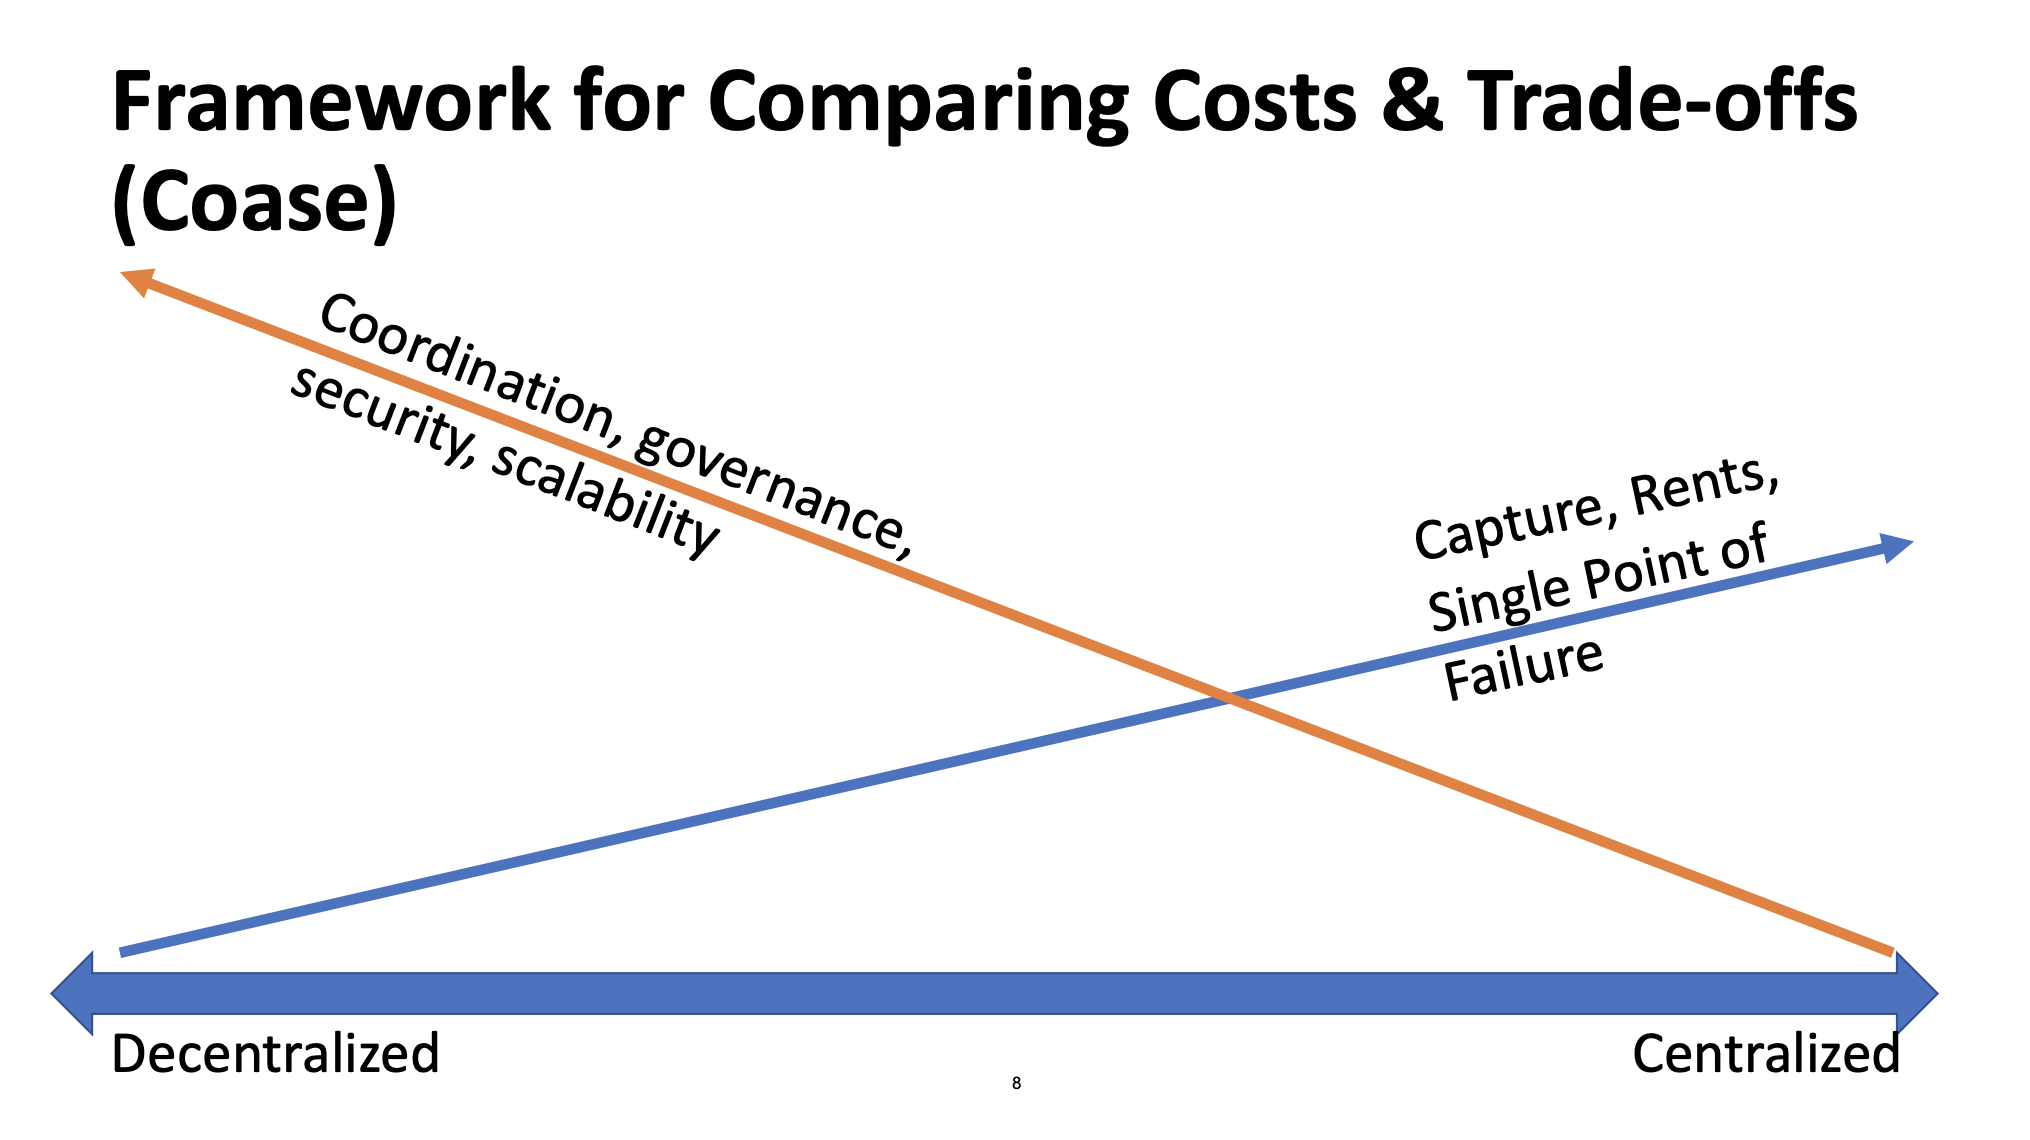 Framework for Comparing Costs & Trade-offs
(Coase)
Coordination, governance,
security, scalability
Capture, Rents,
Single Point of
Failure
Decentralized
Centralized
8